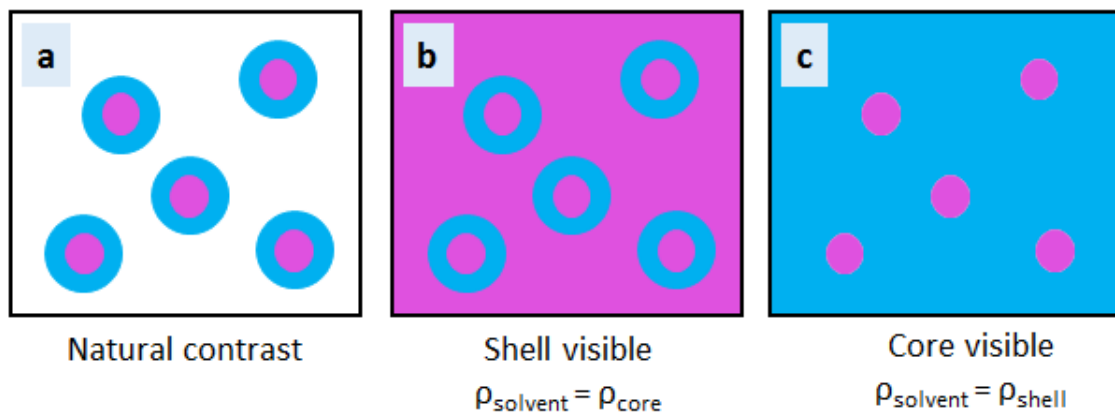 a
b
c
Natural contrast
Shell visible
ρsolvent = ρcore
Core visible
ρsolvent = ρshell